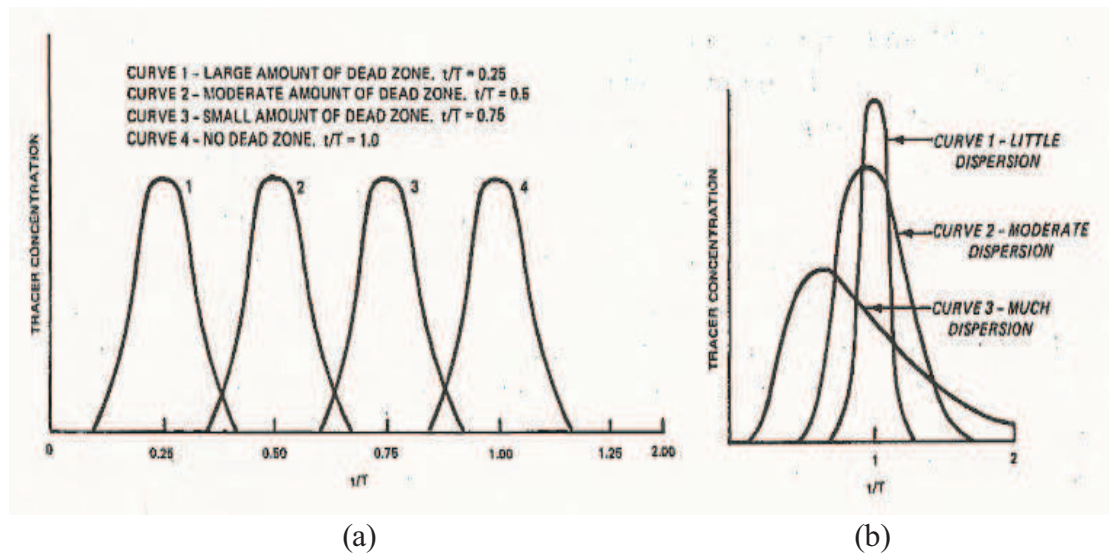 CURVE 1 - LARGE AMOUNT OF DEAD ZONE. t/T = 0.25
CURVE 2 - MODERATE AMOUNT OF DEAD ZONE. t/T = 0.5
CURVE 3 - SMALL AMOUNT OF DEAD ZONE. t/T = 0.75
CURVE 4 - NO DEAD ZONE. t/T = 1.0
TRACER CONCENTRATION
1
2
3
4
0
0.25
0.50
0.75
1.00
1.25
2.00
t/T
(a)
TRACER CONCENTRATION
CURVE 1 - LITTLE
DISPERSION
CURVE 2 - MODERATE
DISPERSION
CURVE 3 - MUCH
DISPERSION
1
2
t/T
(b)